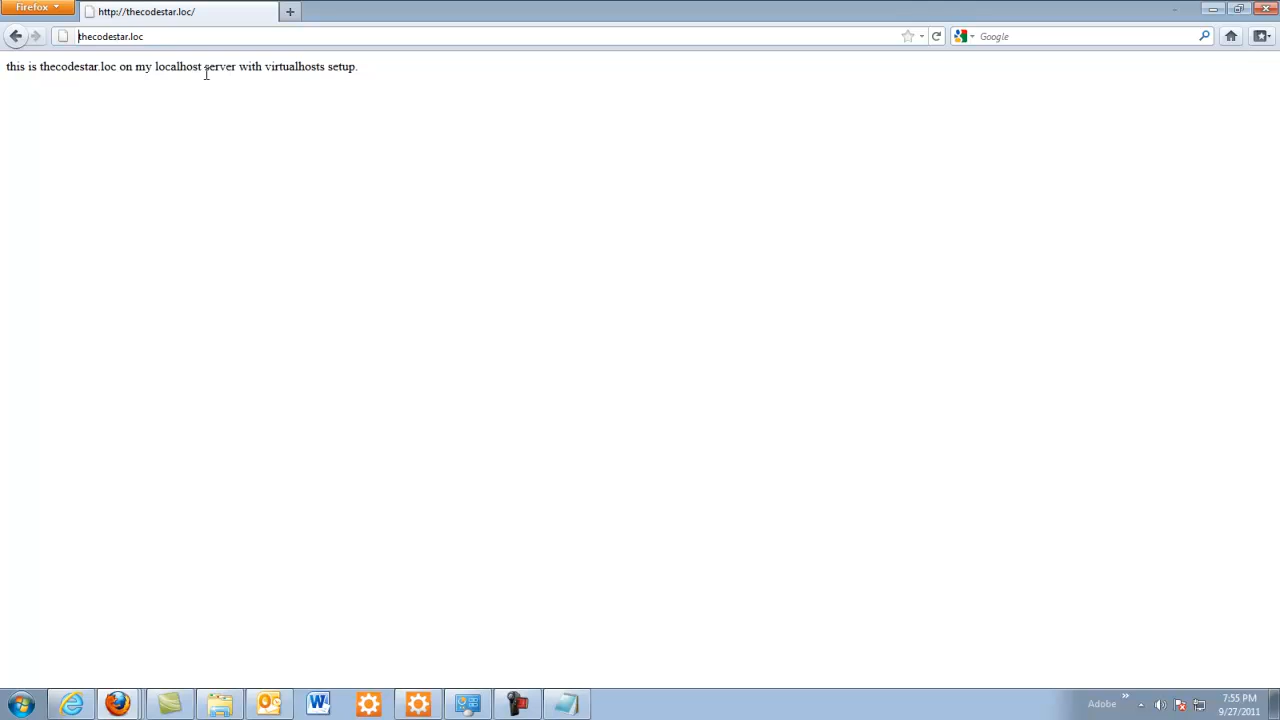 Firefox
http://thecodestar.loc/
thecodestar.loc
Google
this is thecodestar.loc on my localhost server with virtualhosts setup.
Adobe
7:55 PM
9/27/2011